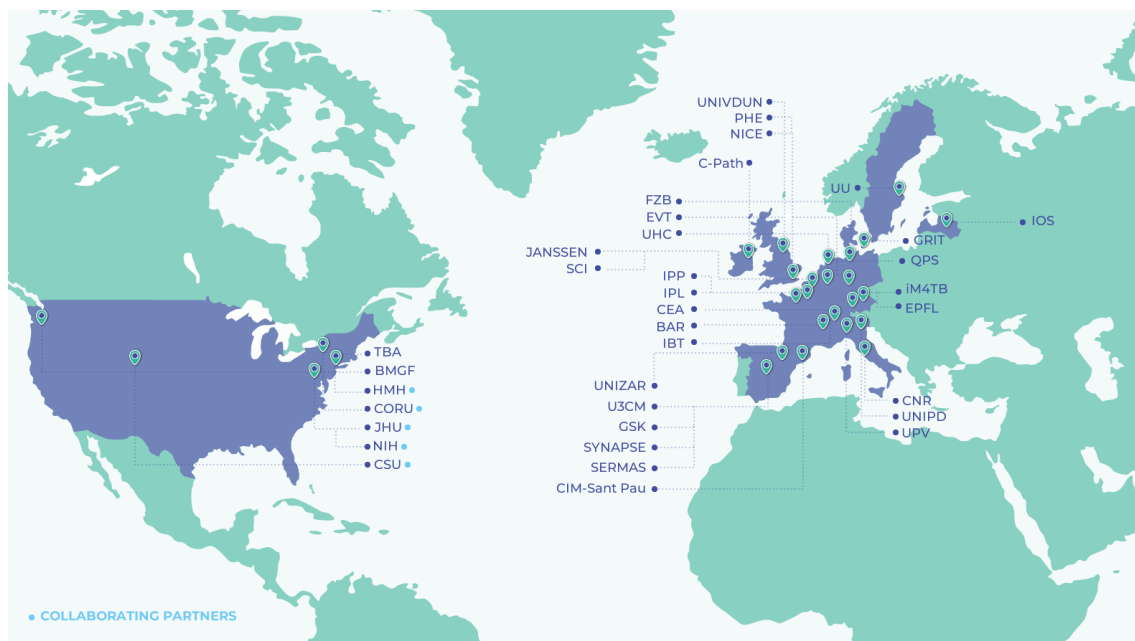 UNIVDUN
PHE
NICE
C-Path
UU
FZB
EVT
UHC
IOS
GRIT
JANSSEN
SCI
QPS
IPP
IPL
CEA
BAR
IBT
iM4TB
EPFL
TBA
BMGF
HMH
CORU
JHU
NIH
CSU
UNIZAR
U3CM
GSK
SYNAPSE
SERMAS
CIM-Sant Pau
CNR
UNIPD
UPV
COLLABORATING PARTNERS